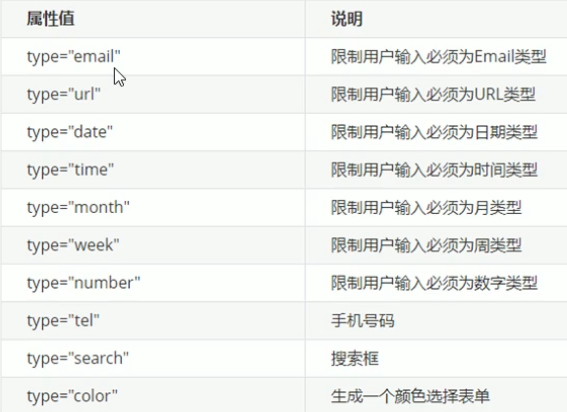 属性值 说明
type="email" 限制用户输入必须为Email类型
type="url" 限制用户输入必须为URL类型
type="date" 限制用户输入必须为日期类型
type="time" 限制用户输入必须为时间类型
type="month" 限制用户输入必须为月类型
type="week" 限制用户输入必须为周类型
type="number" 限制用户输入必须为数字类型
type="tel" 手机号码
type="search" 搜索框
type="color" 生成一个颜色选择表单